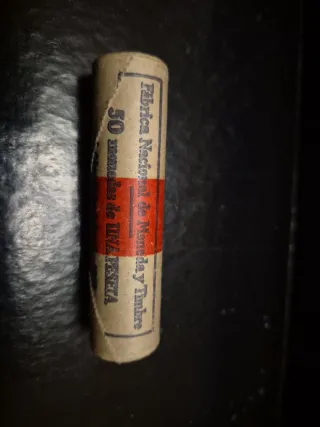 Fábrica Nacional de Moneda y Timbre
50 monedas de UNA PESETA